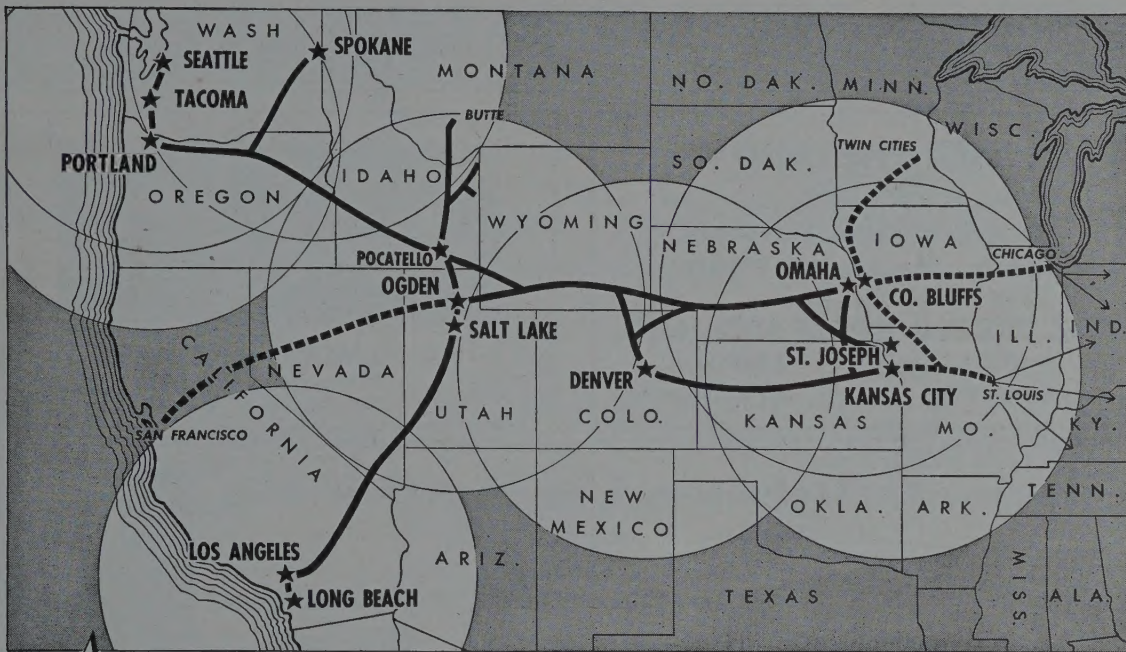 WASH
SEATTLE
SPOKANE
TACOMA
PORTLAND
OREGON
IDAHO
MONTANA
BUTTE
NO. DAK.
MINN.
WISC.
TWIN CITIES
SO. DAK.
WYOMING
NEBRASKA
IOWA
CHICAGO
POCATELLO
OGDEN
SALT LAKE
OMAHA
CO. BLUFFS
ILL.
IND.
CALIFORNIA
NEVADA
UTAH
DENVER
COLO.
ST. JOSEPH
KANSAS CITY
KANSAS
MO.
ST. LOUIS
KY.
SAN FRANCISCO
NEW
MEXICO
OKLA.
ARK.
TENN.
LOS ANGELES
LONG BEACH
ARIZ.
TEXAS
MISS.
ALA.